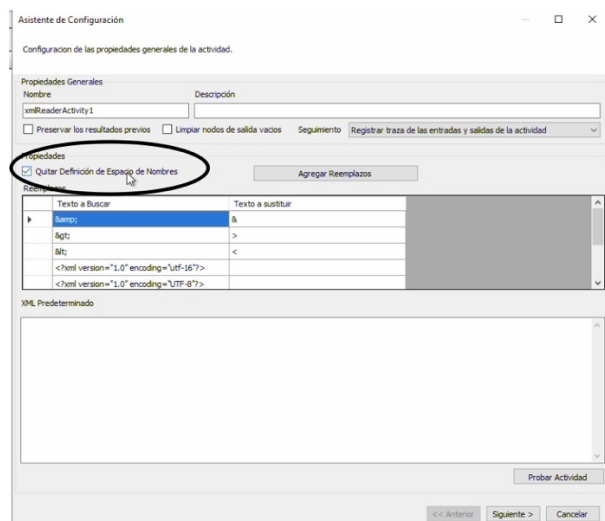 Asistente de Configuración
Configuracion de las propiedades generales de la actividad.
Propiedades Generales
Nombre Descripción
xmlReaderActivity1
Preservar los resultados previos Limpiar nodos de salida vacios Seguimiento Registrar traza de las entradas y salidas de la actividad
Propiedades
Quitar Definición de Espacio de Nombres Agregar Reemplazos
Reemplazos
Texto a Buscar Texto a sustituir
&amp; &
&gt; >
&lt; <
<?xml version="1.0" encoding="utf-16"?>
<?xml version="1.0" encoding="UTF-8"?>
XML Predeterminado
Probar Actividad
<< Anterior Siguiente > Cancelar